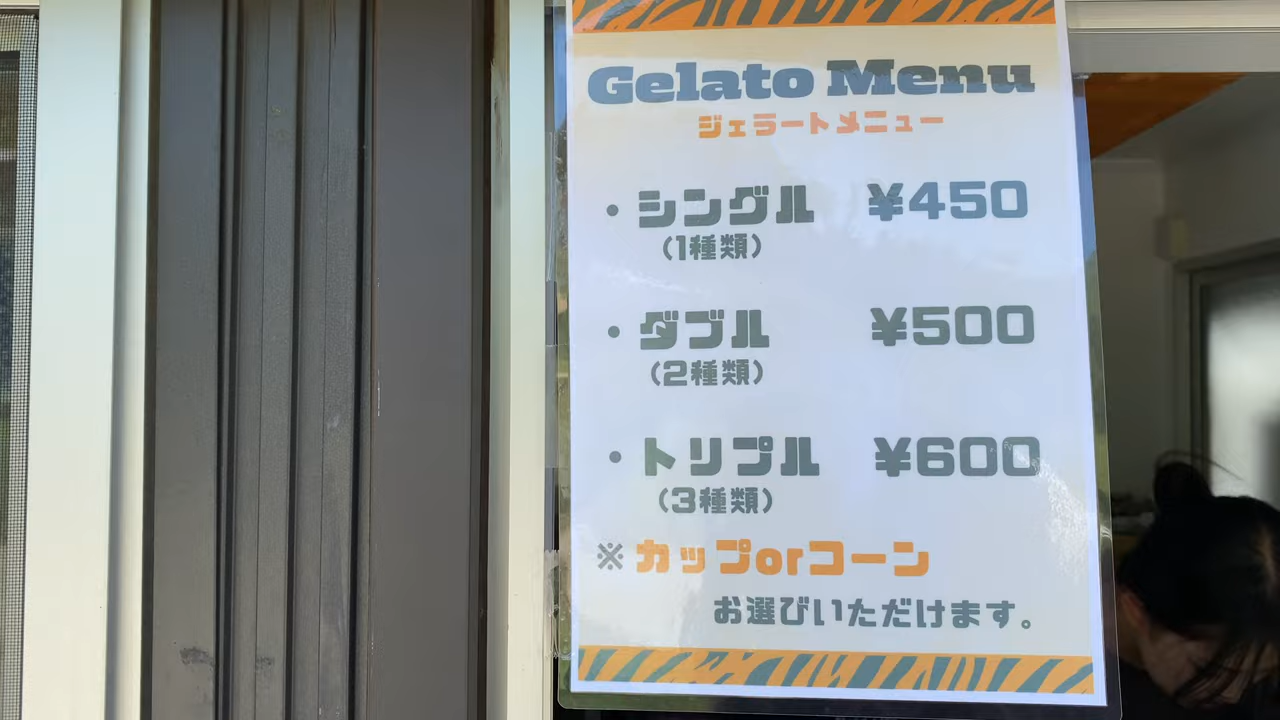 Gelato Menu
ジェラートメニュー
・シングル ¥450
(1種類)
・ダブル ¥500
(2種類)
・トリプル ¥600
(3種類)
※カップorコーン
お選びいただけます。